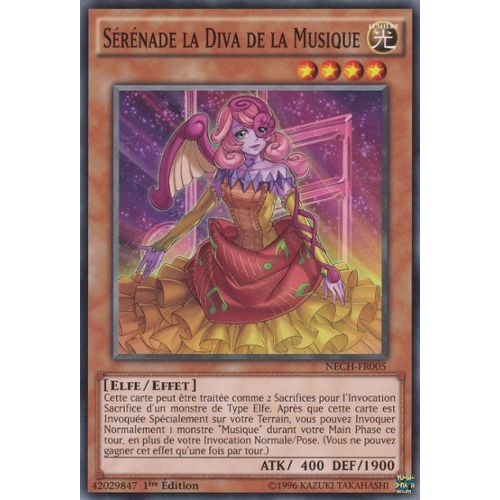 Sérénade la Diva de la Musique
LUMIÈRE
光
NECH-FR005
[Elfe/Effet]
Cette carte peut être traitée comme 2 Sacrifices pour l'Invocation
Sacrifice d'un monstre de Type Elfe. Après que cette carte est
Invoquée Spécialement sur votre Terrain, vous pouvez Invoquer
Normalement 1 monstre "Musique" durant votre Main Phase ce
tour, en plus de votre Invocation Normale/Pose. (Vous ne pouvez
gagner cet effet qu'une fois par tour.)
ATK/ 400 DEF/1900
42029847 1ère Édition ©1996 KAZUKI TAKAHASHI